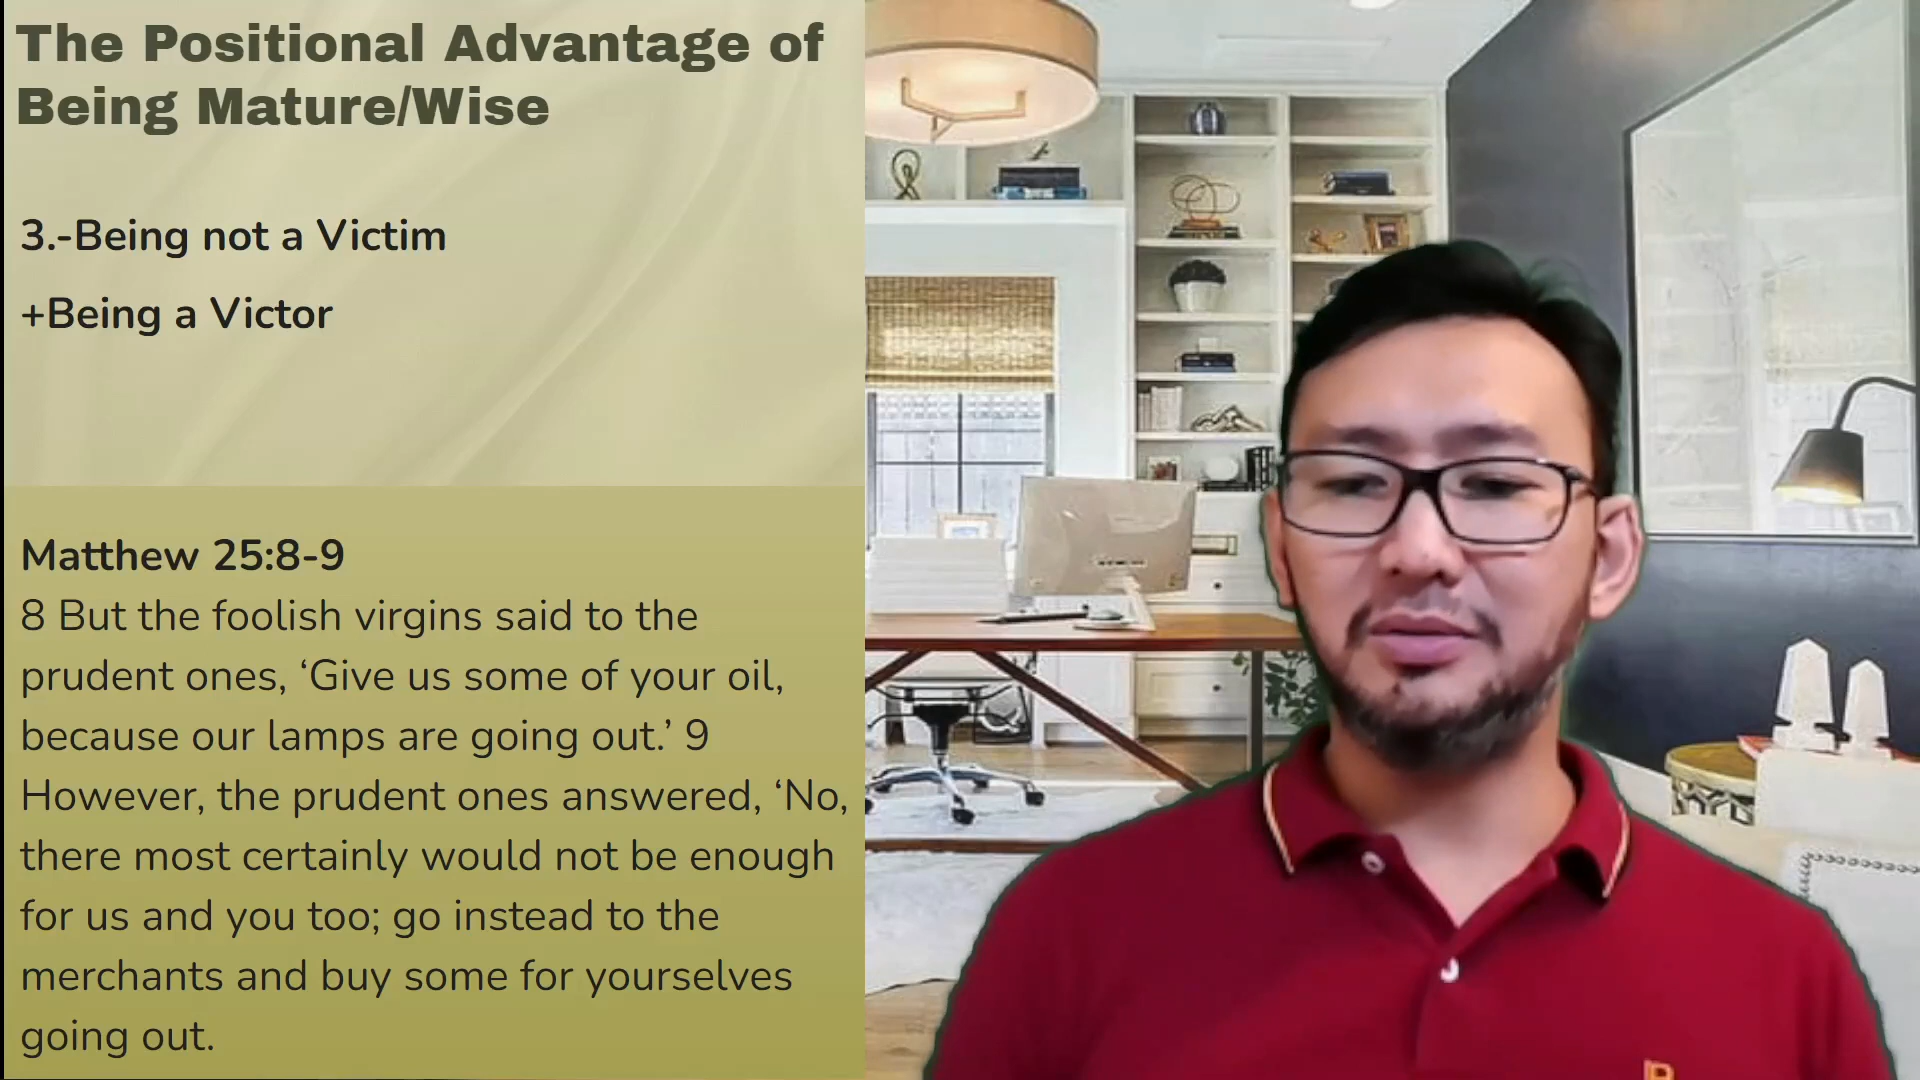 The Positional Advantage of
Being Mature/Wise
3.-Being not a Victim
+Being a Victor
Matthew 25:8-9
8 But the foolish virgins said to the
prudent ones, ‘Give us some of your oil,
because our lamps are going out.’ 9
However, the prudent ones answered, ‘No,
there most certainly would not be enough
for us and you too; go instead to the
merchants and buy some for yourselves
going out.